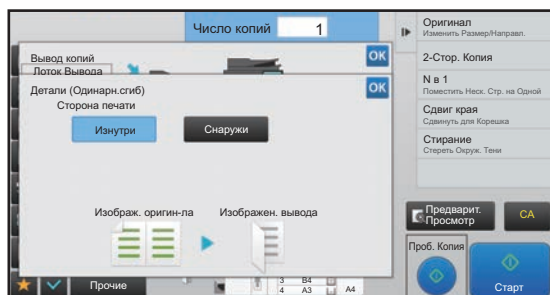 Число копий 1
Вывод копий
OK
Лоток Вывода
Детали (Одинарн.сгиб)
OK
Сторона печати
Изнутри
Снаружи
Изображ. оригин-ла
Изображен. вывода
Прочие
3 B4
4 A3
A4
Оригинал
Изменить Размер/Направл.
2-Стор. Копия
N в 1
Поместить Неск. Стр. на Одной
Сдвиг края
Сдвинуть для Корешка
Стирание
Стереть Окруж. Тени
Предварит.
Просмотр
CA
Проб. Копия
Старт